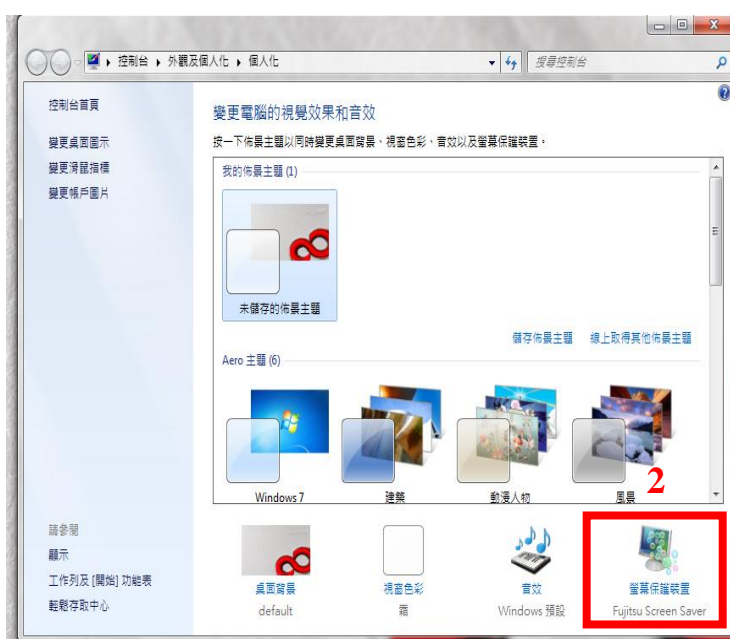 控制台 ▸ 外觀及個人化 ▸ 個人化
搜尋控制台
控制台首頁
變更桌面圖示
變更滑鼠指標
變更帳戶圖片
變更電腦的視覺效果和音效
按一下佈景主題以同時變更桌面背景、視窗色彩、音效以及螢幕保護裝置。
我的佈景主題 (1)
未儲存的佈景主題
儲存佈景主題
線上取得其他佈景主題
Aero 主題 (6)
Windows 7
建築
動漫人物
風景
2
請參閱
顯示
工作列及 [開始] 功能表
輕鬆存取中心
桌面背景
default
視窗色彩
霜
音效
Windows 預設
螢幕保護裝置
Fujitsu Screen Saver